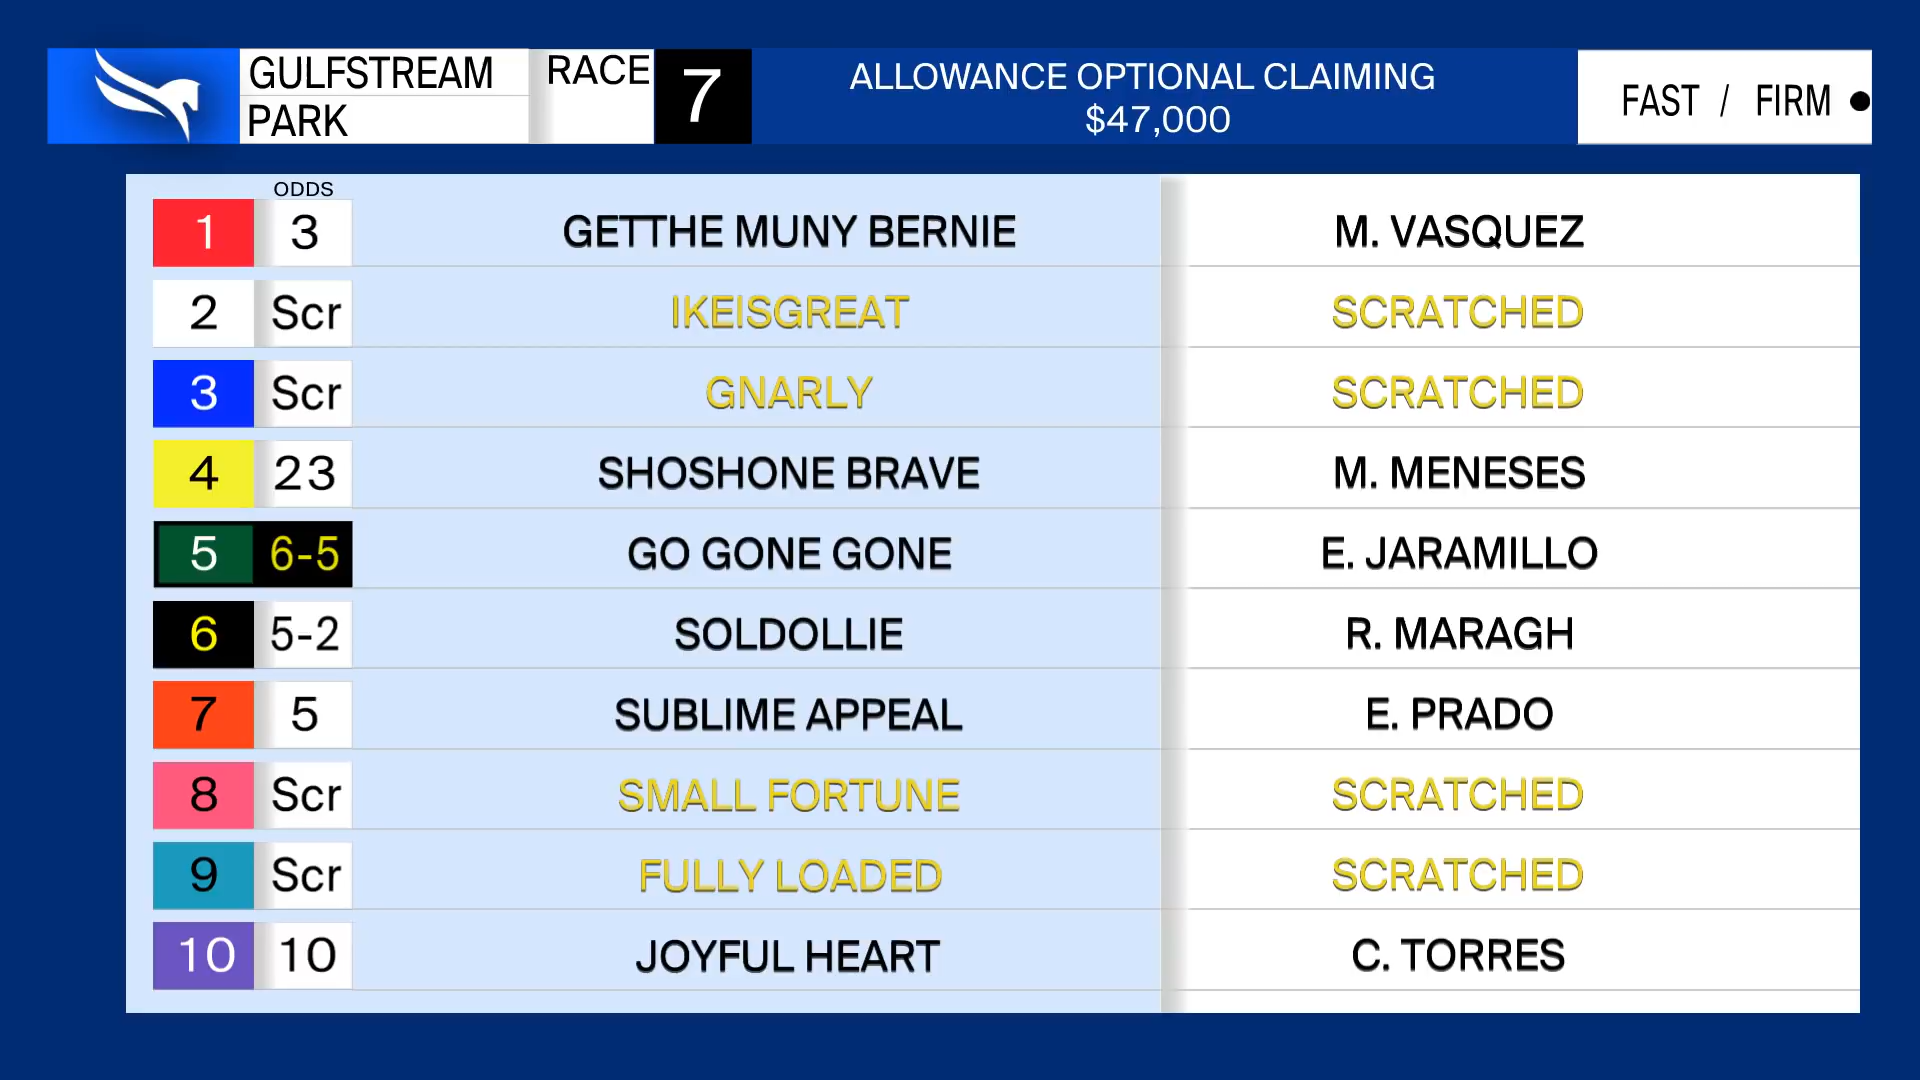 GULFSTREAM
PARK
RACE 7
ALLOWANCE OPTIONAL CLAIMING
$47,000
FAST / FIRM
ODDS
1 3 GETTHE MUNY BERNIE M. VASQUEZ
2 Scr IKEISGREAT SCRATCHED
3 Scr GNARLY SCRATCHED
4 23 SHOSHONE BRAVE M. MENESES
5 6-5 GO GONE GONE E. JARAMILLO
6 5-2 SOLDOLLIE R. MARAGH
7 5 SUBLIME APPEAL E. PRADO
8 Scr SMALL FORTUNE SCRATCHED
9 Scr FULLY LOADED SCRATCHED
10 10 JOYFUL HEART C. TORRES